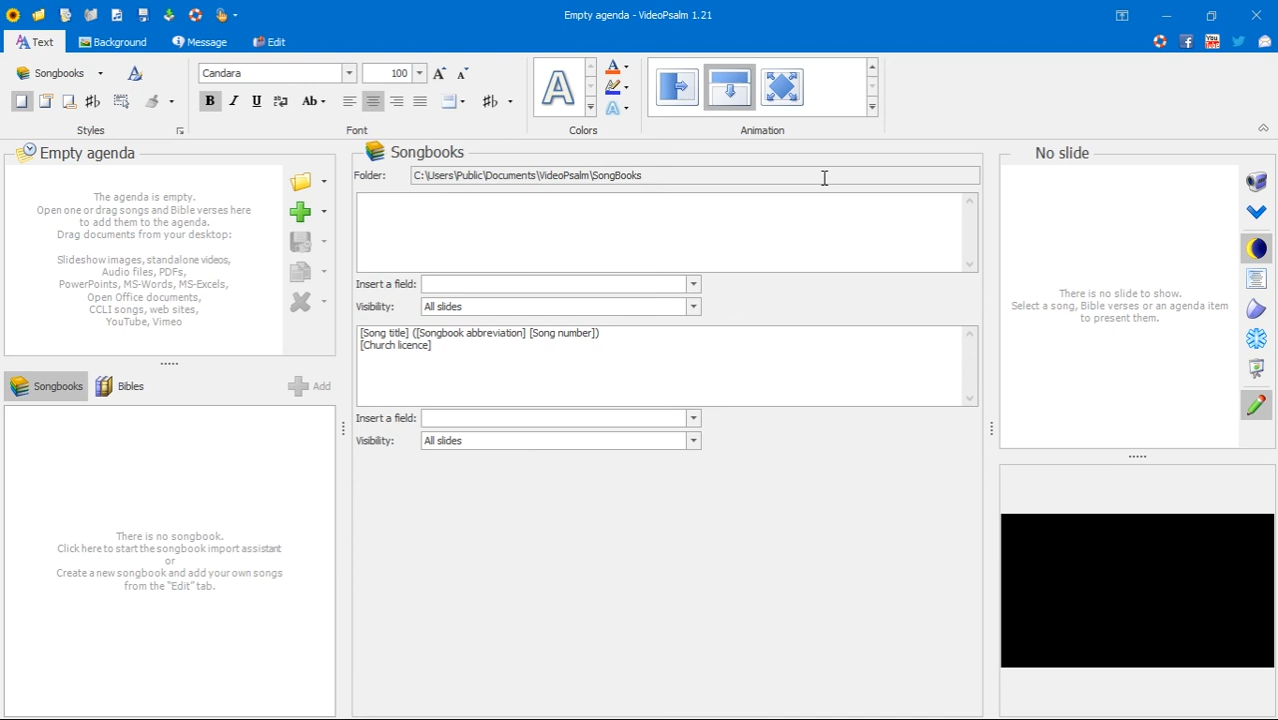 Empty agenda - VideoPsalm 1.21
Text
Background
Message
Edit
Songbooks
Candara
100
B I U Ab
Styles
Font
Colors
Animation
Empty agenda
The agenda is empty.
Open one or drag songs and Bible verses here
to add them to the agenda.
Drag documents from your desktop:
Slideshow images, standalone videos,
Audio files, PDFs,
PowerPoints, MS-Words, MS-Excels,
Open Office documents,
CCLI songs, web sites,
YouTube, Vimeo
Songbooks
Bibles
Add
There is no songbook.
Click here to start the songbook import assistant
or
Create a new songbook and add your own songs
from the "Edit" tab.
Songbooks
Folder: C:\Users\Public\Documents\VideoPsalm\SongBooks
Insert a field:
Visibility: All slides
[Song title] ([Songbook abbreviation] [Song number])
[Church licence]
Insert a field:
Visibility: All slides
No slide
There is no slide to show.
Select a song, Bible verses or an agenda item
to present them.